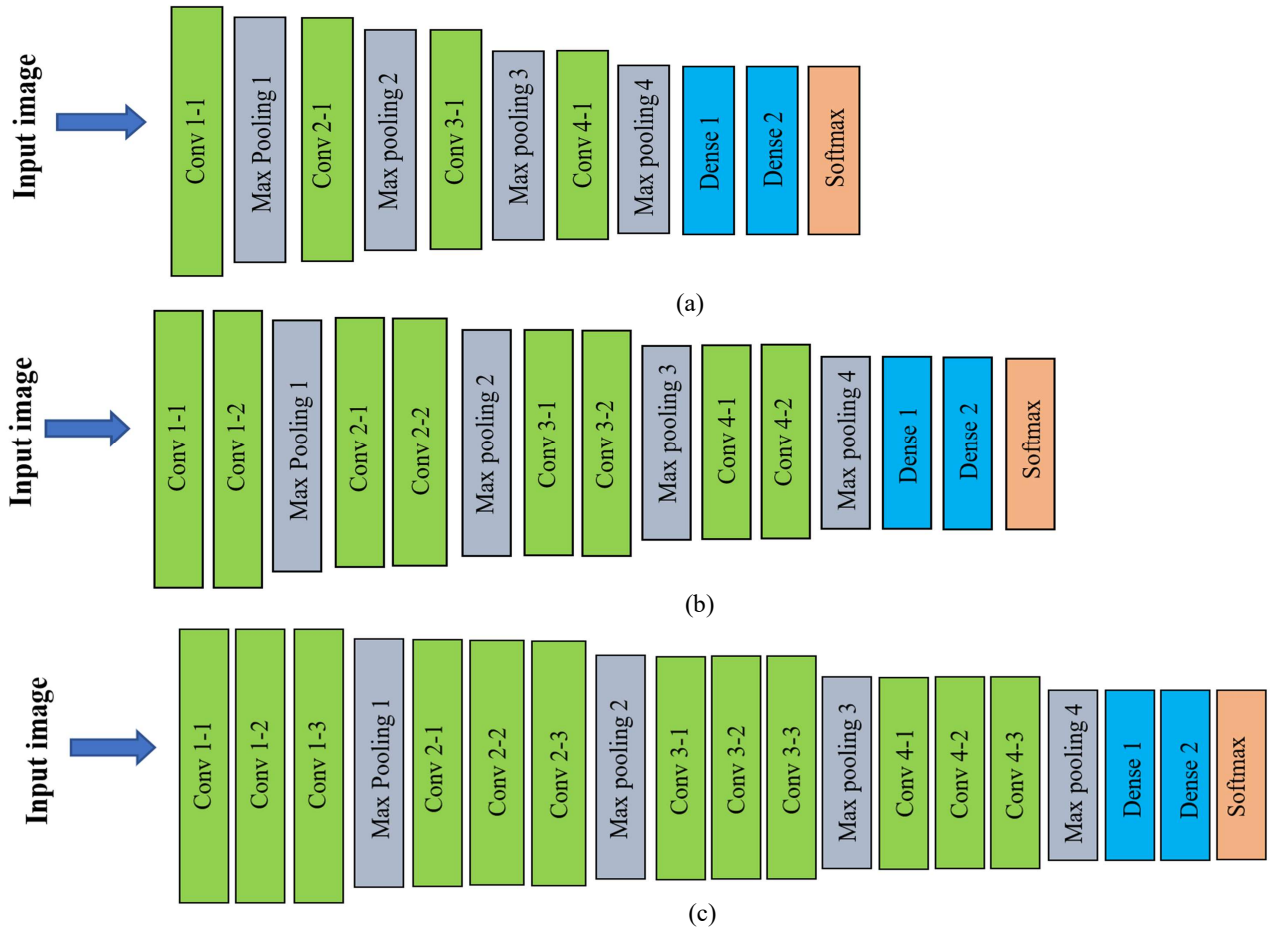 Input image
Conv 1-1
Max Pooling 1
Conv 2-1
Max pooling 2
Conv 3-1
Max pooling 3
Conv 4-1
Max pooling 4
Dense 1
Dense 2
Softmax
(a)
Input image
Conv 1-1
Conv 1-2
Max Pooling 1
Conv 2-1
Conv 2-2
Max pooling 2
Conv 3-1
Conv 3-2
Max pooling 3
Conv 4-1
Conv 4-2
Max pooling 4
Dense 1
Dense 2
Softmax
(b)
Input image
Conv 1-1
Conv 1-2
Conv 1-3
Max Pooling 1
Conv 2-1
Conv 2-2
Conv 2-3
Max pooling 2
Conv 3-1
Conv 3-2
Conv 3-3
Max pooling 3
Conv 4-1
Conv 4-2
Conv 4-3
Max pooling 4
Dense 1
Dense 2
Softmax
(c)